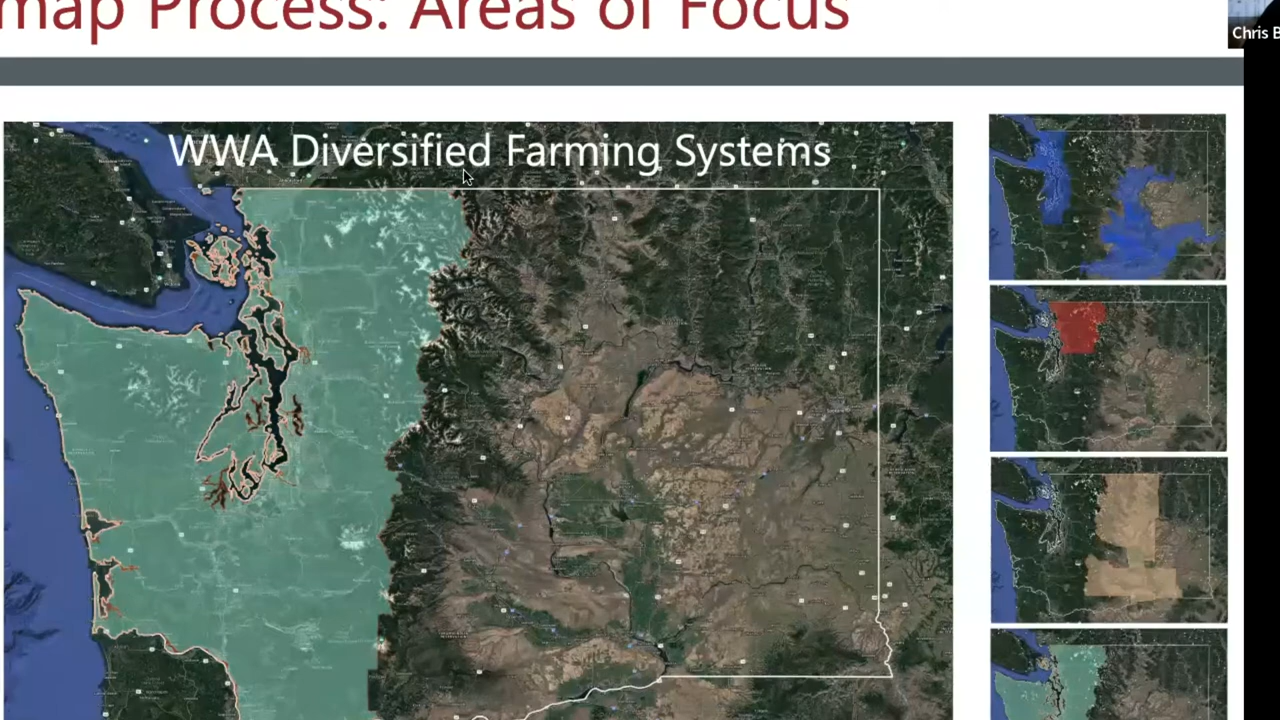 map Process: Areas of Focus
Chris B
WWA Diversified Farming Systems